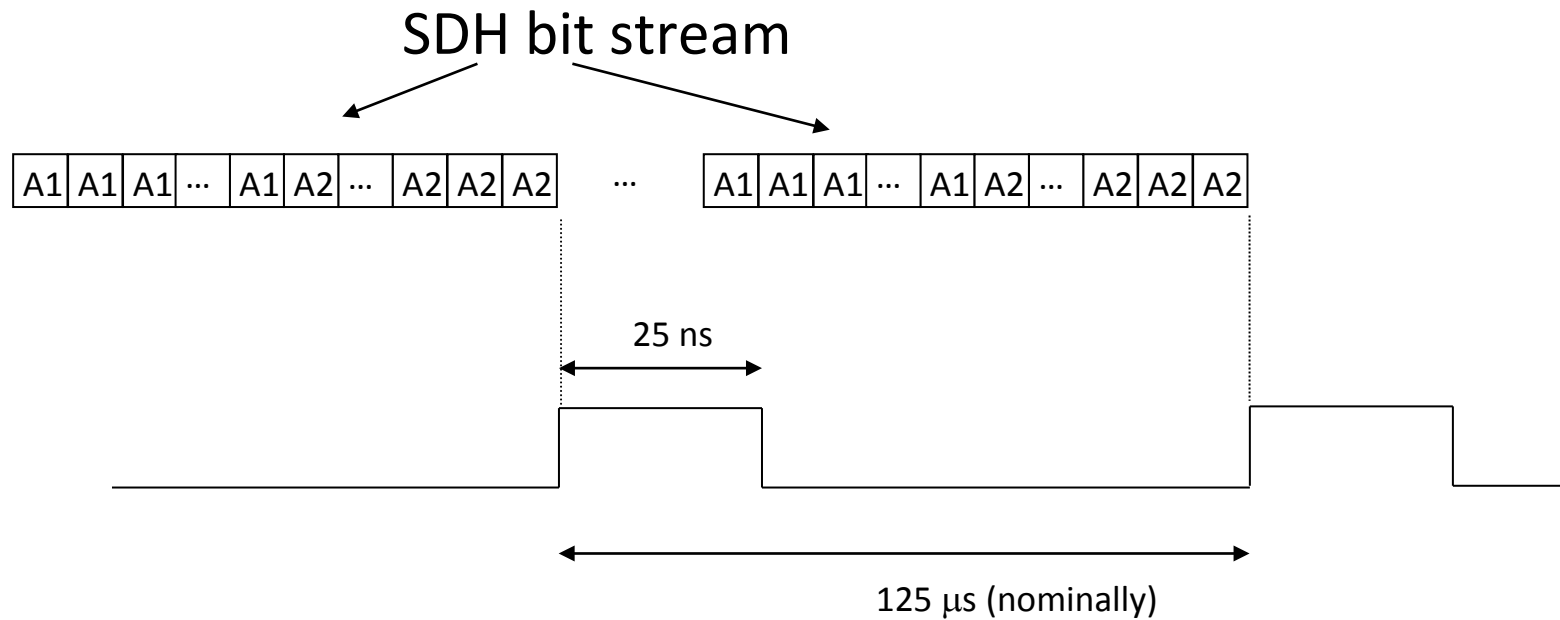 SDH bit stream
A1 A1 A1 ... A1 A2 ... A2 A2 A2 ... A1 A1 A1 ... A1 A2 ... A2 A2 A2
25 ns
125 μs (nominally)